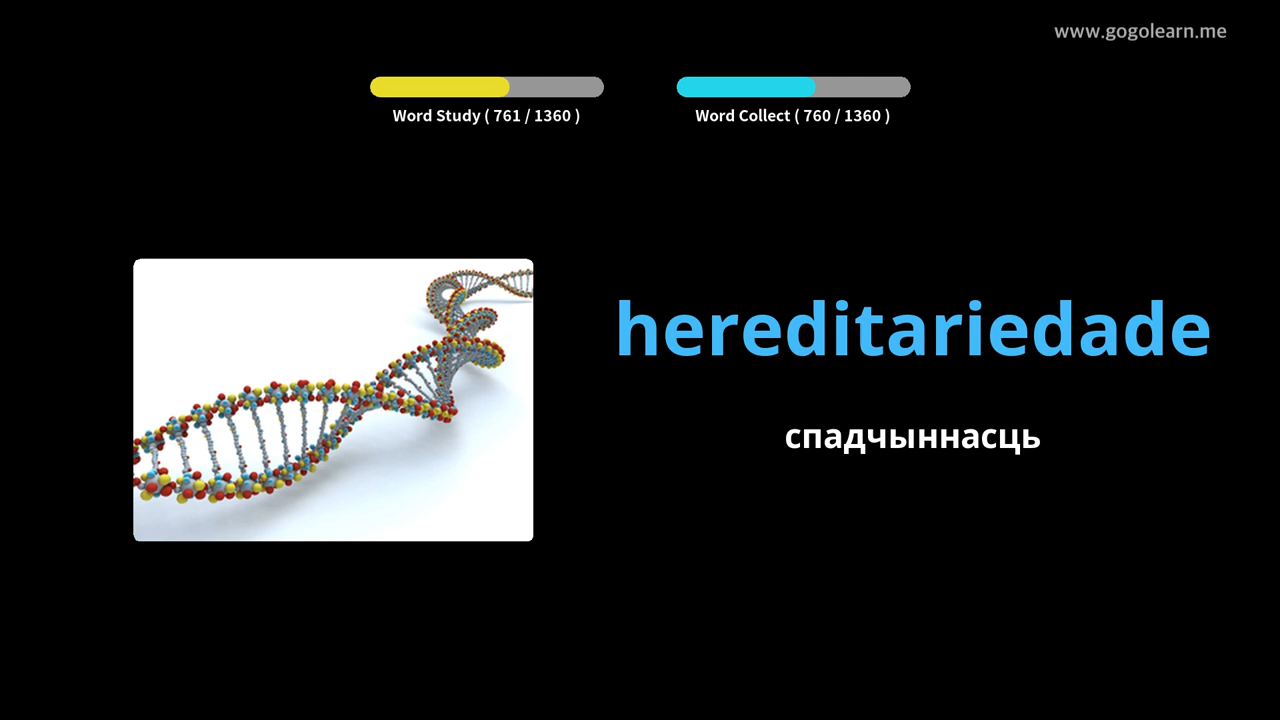 www.gogolearn.me
Word Study ( 761 / 1360 )
Word Collect ( 760 / 1360 )
hereditariedade
спадчыннасць